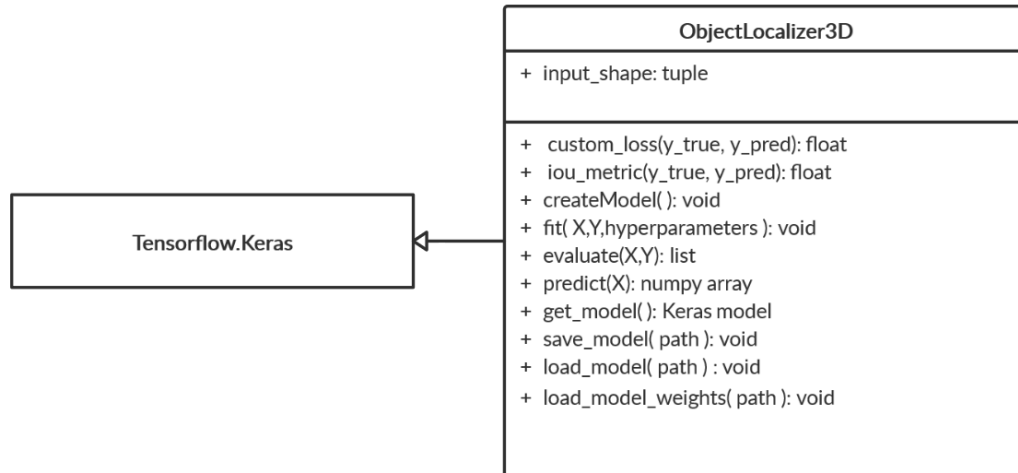 ObjectLocalizer3D
+ input_shape: tuple
+ custom_loss(y_true, y_pred): float
+ iou_metric(y_true, y_pred): float
+ createModel( ): void
+ fit( X,Y,hyperparameters ): void
+ evaluate(X,Y): list
+ predict(X): numpy array
+ get_model( ): Keras model
+ save_model( path ): void
+ load_model( path ) : void
+ load_model_weights( path ): void
Tensorflow.Keras